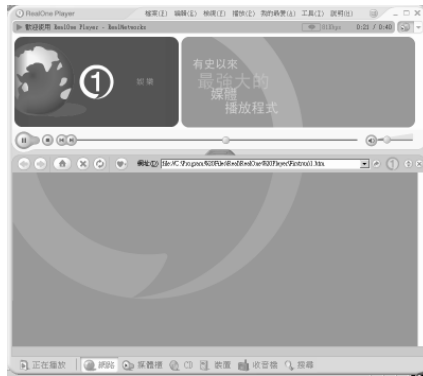 RealOne Player 檔案(F) 編輯(E) 檢視(V) 播放(P) 我的最愛(A) 工具(T) 說明(H)
歡迎使用 RealOne Player - RealNetworks 0:21 / 0:40
娛樂
有史以來
最強大的
媒體
播放程式
網址
正在播放 網路 媒體櫃 CD 裝置 收音機 搜尋